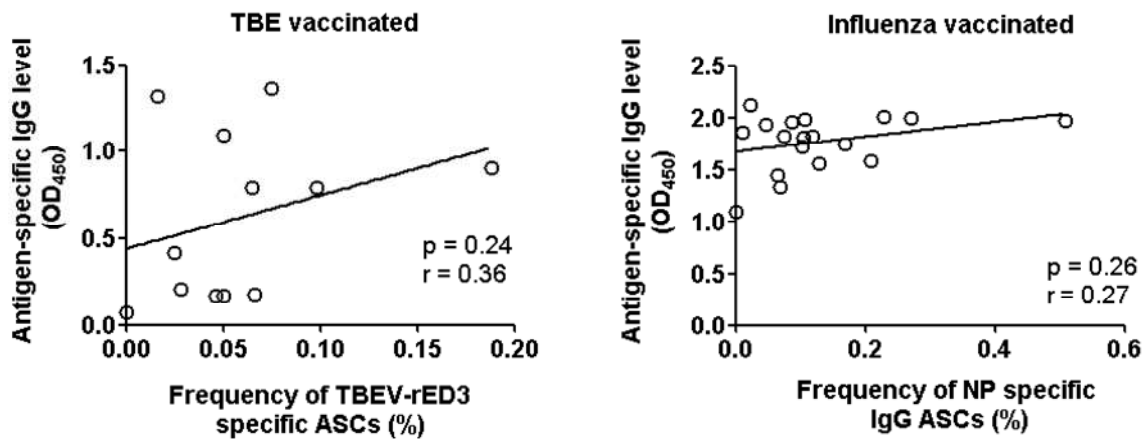 TBE vaccinated
Antigen-specific IgG level
(OD450)
1.5
1.0
0.5
0.0
p = 0.24
r = 0.36
0.00
0.05
0.10
0.15
0.20
Frequency of TBEV-rED3
specific ASCs (%)
Influenza vaccinated
Antigen-specific IgG level
(OD450)
2.5
2.0
1.5
1.0
0.5
0.0
p = 0.26
r = 0.27
0.0
0.2
0.4
0.6
Frequency of NP specific
IgG ASCs (%)